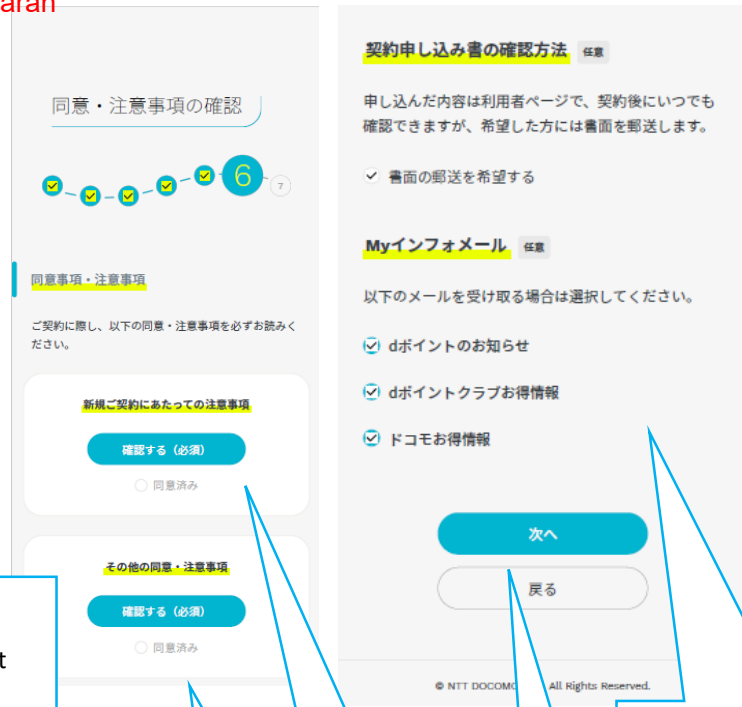 aran
同意・注意事項の確認
6
7
同意事項・注意事項
ご契約に際し、以下の同意・注意事項を必ずお読みく
ださい。
新規ご契約にあたっての注意事項
確認する（必須）
同意済み
その他の同意・注意事項
確認する（必須）
同意済み
t
契約申し込み書の確認方法 任意
申し込んだ内容は利用者ページで、契約後にいつでも
確認できますが、希望した方には書面を郵送します。
書面の郵送を希望する
Myインフォメール 任意
以下のメールを受け取る場合は選択してください。
dポイントのお知らせ
dポイントクラブお得情報
ドコモお得情報
次へ
戻る
© NTT DOCOMO All Rights Reserved.